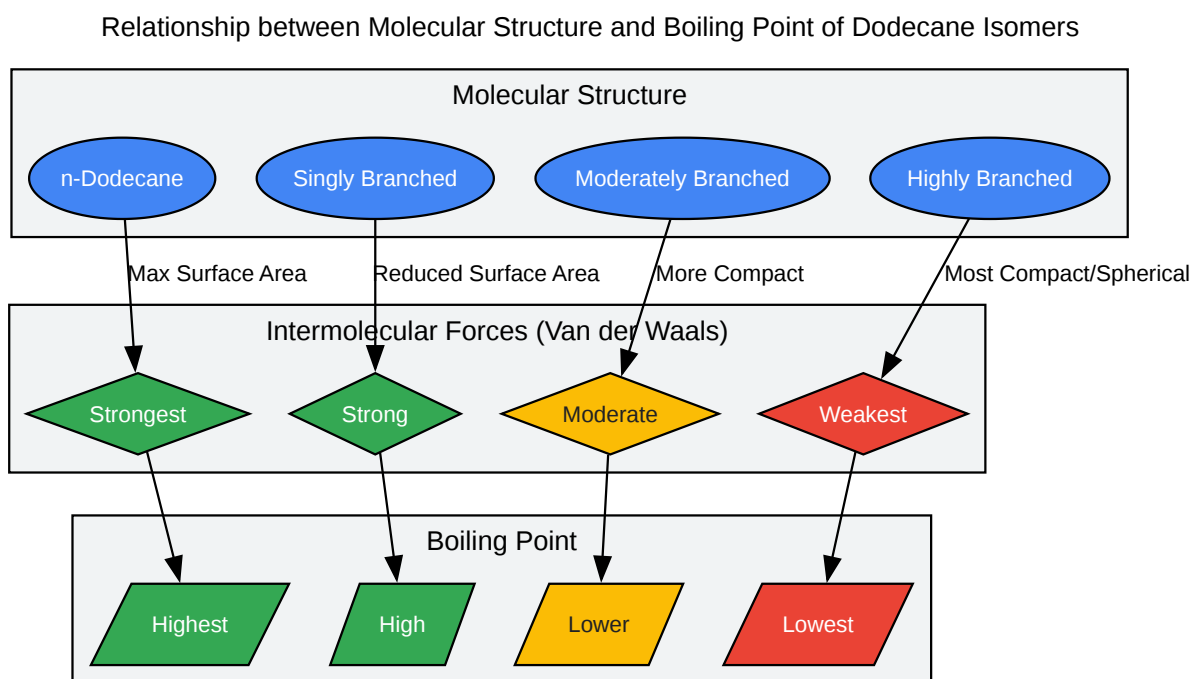 Relationship between Molecular Structure and Boiling Point of Dodecane Isomers
Molecular Structure
n-Dodecane
Singly Branched
Moderately Branched
Highly Branched
Max Surface Area
Reduced Surface Area
More Compact
Most Compact/Spherical
Intermolecular Forces (Van der Waals)
Strongest
Strong
Moderate
Weakest
Boiling Point
Highest
High
Lower
Lowest